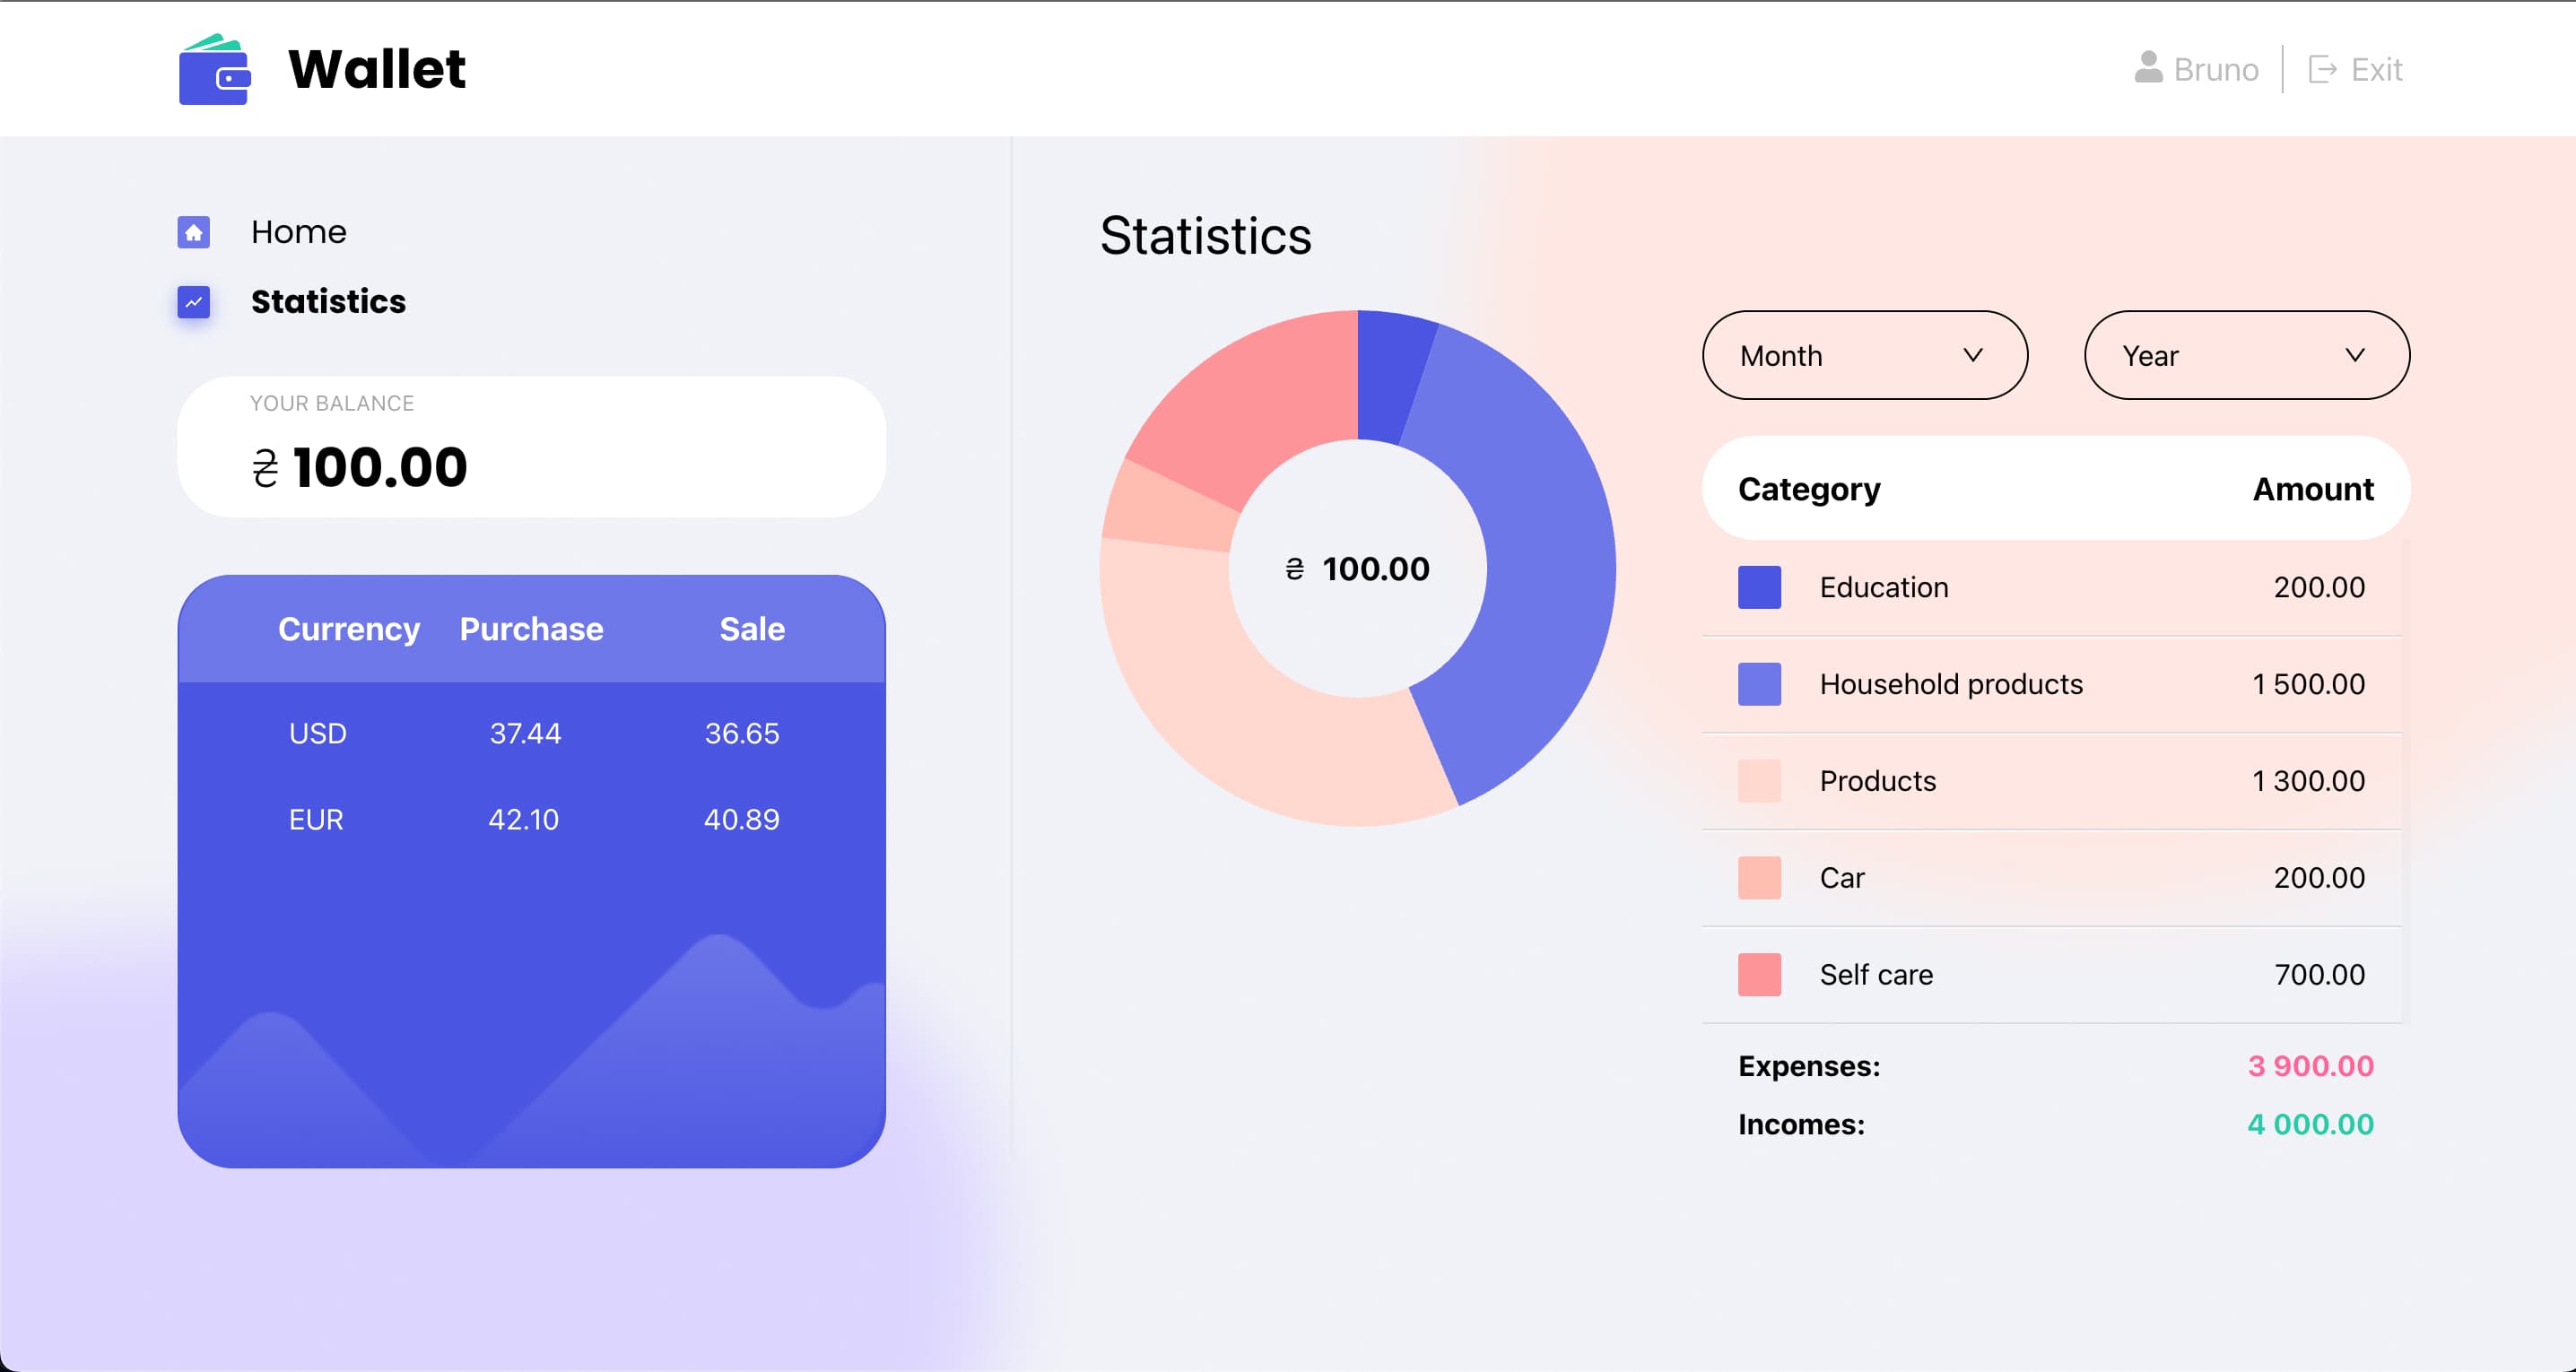 Wallet
Bruno
Exit
Home
Statistics
YOUR BALANCE
₴ 100.00
Currency Purchase Sale
USD 37.44 36.65
EUR 42.10 40.89
Statistics
₴ 100.00
Month
Year
Category Amount
Education 200.00
Household products 1 500.00
Products 1 300.00
Car 200.00
Self care 700.00
Expenses: 3 900.00
Incomes: 4 000.00